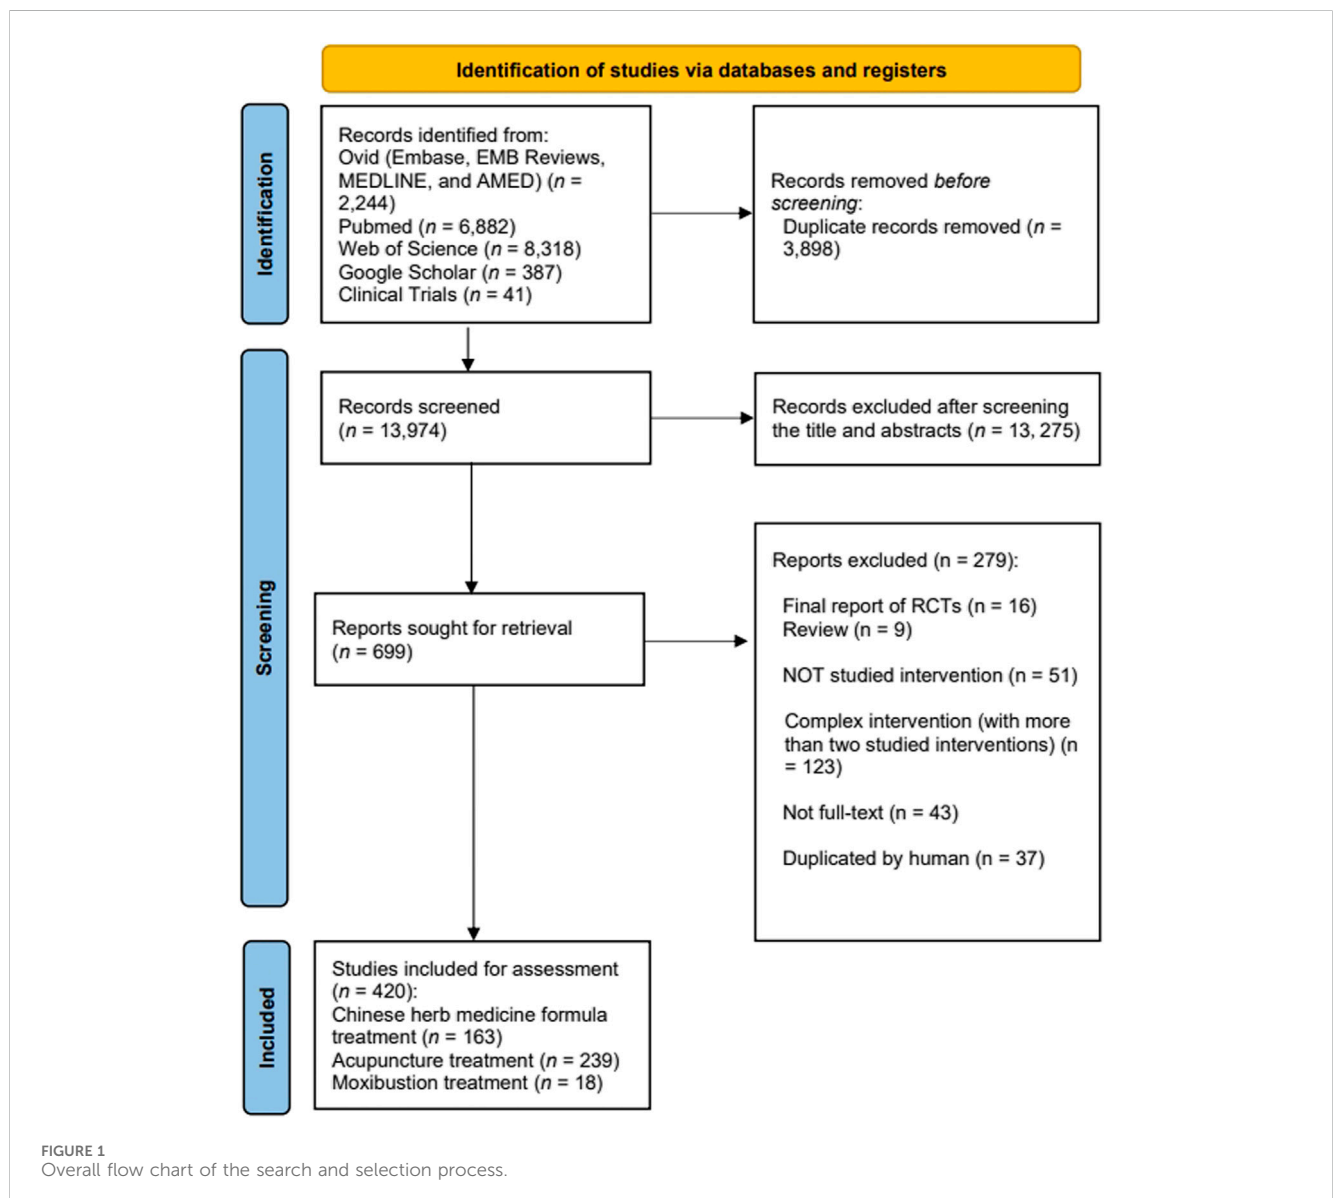 Identification of studies via databases and registers
Identification
Records identified from:
Ovid (Embase, EMB Reviews,
MEDLINE, and AMED) (n =
2,244)
Pubmed (n = 6,882)
Web of Science (n = 8,318)
Google Scholar (n = 387)
Clinical Trials (n = 41)
Records removed before
screening:
Duplicate records removed (n =
3,898)
Screening
Records screened
(n = 13,974)
Records excluded after screening
the title and abstracts (n = 13, 275)
Reports sought for retrieval
(n = 699)
Reports excluded (n = 279):
Final report of RCTs (n = 16)
Review (n = 9)
NOT studied intervention (n = 51)
Complex intervention (with more
than two studied interventions) (n
= 123)
Not full-text (n = 43)
Duplicated by human (n = 37)
Included
Studies included for assessment
(n = 420):
Chinese herb medicine formula
treatment (n = 163)
Acupuncture treatment (n = 239)
Moxibustion treatment (n = 18)
FIGURE 1
Overall flow chart of the search and selection process.